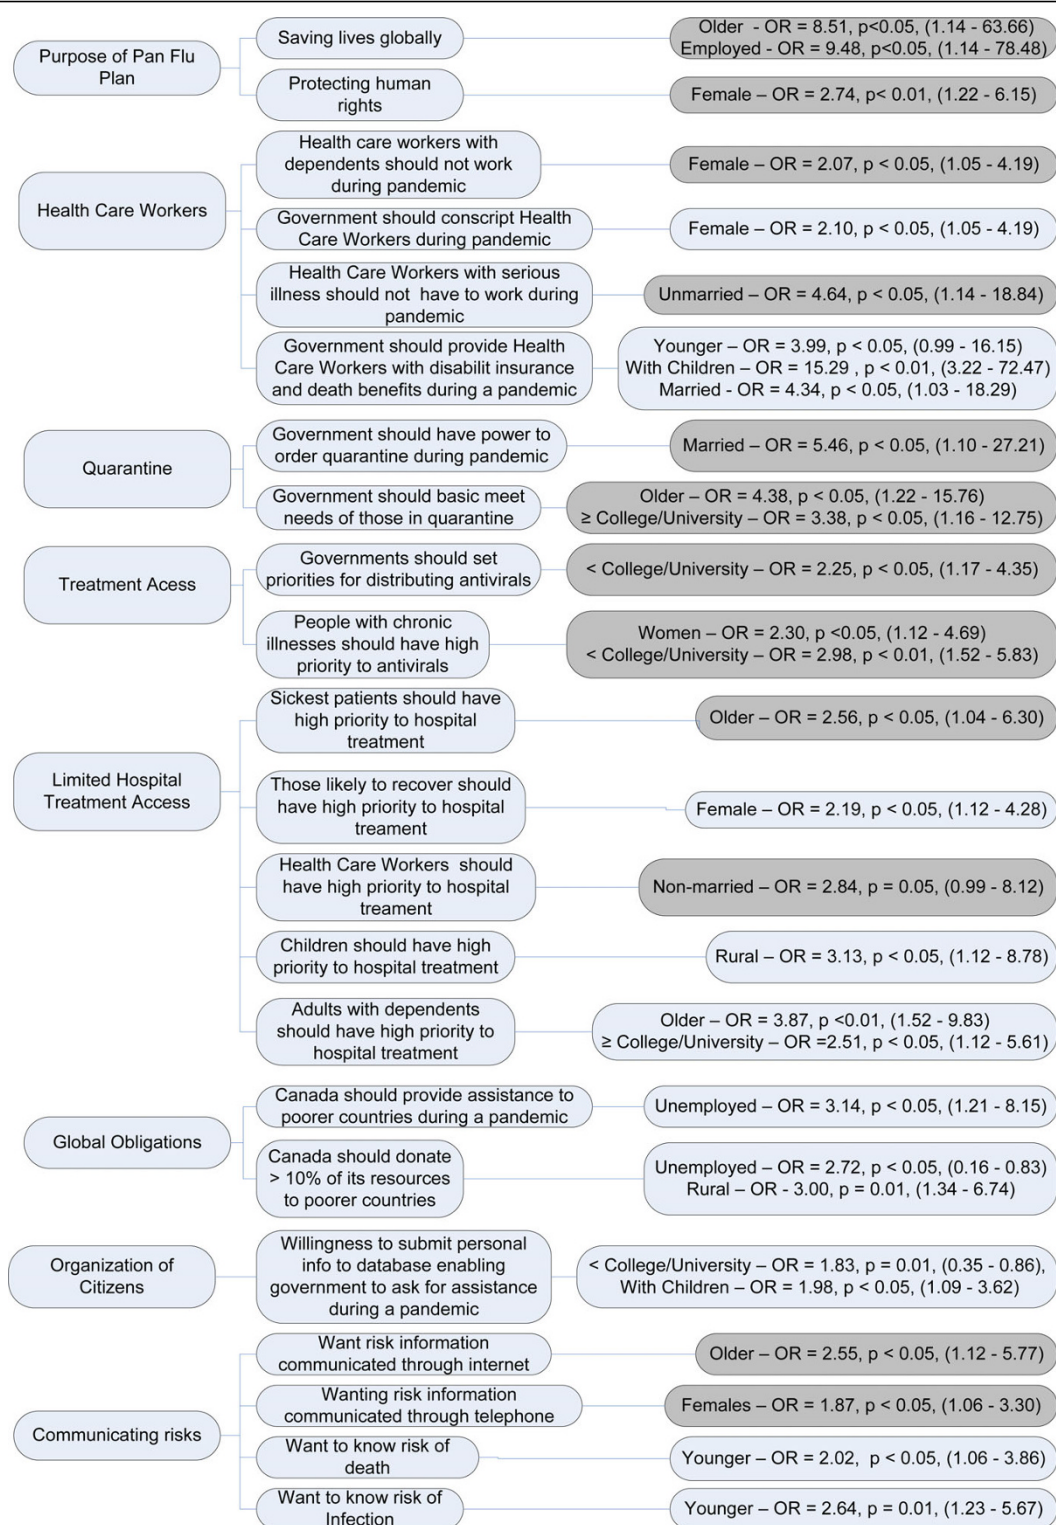 Purpose of Pan Flu
Plan
Saving lives globally
Older - OR = 8.51, p<0.05, (1.14 - 63.66)
Employed - OR = 9.48, p<0.05, (1.14 - 78.48)
Protecting human
rights
Female – OR = 2.74, p< 0.01, (1.22 - 6.15)
Health Care Workers
Health care workers with
dependents should not work
during pandemic
Female – OR = 2.07, p < 0.05, (1.05 - 4.19)
Government should conscript Health
Care Workers during pandemic
Female – OR = 2.10, p < 0.05, (1.05 - 4.19)
Health Care Workers with serious
illness should not have to work during
pandemic
Unmarried – OR = 4.64, p < 0.05, (1.14 - 18.84)
Government should provide Health
Care Workers with disabilit insurance
and death benefits during a pandemic
Younger – OR = 3.99, p < 0.05, (0.99 - 16.15)
With Children – OR = 15.29 , p < 0.01, (3.22 - 72.47)
Married - OR = 4.34, p < 0.05, (1.03 - 18.29)
Quarantine
Government should have power to
order quarantine during pandemic
Married – OR = 5.46, p < 0.05, (1.10 - 27.21)
Government should basic meet
needs of those in quarantine
Older – OR = 4.38, p < 0.05, (1.22 - 15.76)
≥ College/University – OR = 3.38, p < 0.05, (1.16 - 12.75)
Treatment Acess
Governments should set
priorities for distributing antivirals
< College/University – OR = 2.25, p < 0.05, (1.17 - 4.35)
People with chronic
illnesses should have high
priority to antivirals
Women – OR = 2.30, p <0.05, (1.12 - 4.69)
< College/University – OR = 2.98, p < 0.01, (1.52 - 5.83)
Limited Hospital
Treatment Access
Sickest patients should have
high priority to hospital
treatment
Older – OR = 2.56, p < 0.05, (1.04 - 6.30)
Those likely to recover should
have high priority to hospital
treament
Female – OR = 2.19, p < 0.05, (1.12 - 4.28)
Health Care Workers should
have high priority to hospital
treament
Non-married – OR = 2.84, p = 0.05, (0.99 - 8.12)
Children should have high
priority to hospital treatment
Rural – OR = 3.13, p < 0.05, (1.12 - 8.78)
Adults with dependents
should have high priority to
hospital treatment
Older – OR = 3.87, p <0.01, (1.52 - 9.83)
≥ College/University – OR =2.51, p < 0.05, (1.12 - 5.61)
Global Obligations
Canada should provide assistance to
poorer countries during a pandemic
Unemployed – OR = 3.14, p < 0.05, (1.21 - 8.15)
Canada should donate
> 10% of its resources
to poorer countries
Unemployed – OR = 2.72, p < 0.05, (0.16 - 0.83)
Rural – OR - 3.00, p = 0.01, (1.34 - 6.74)
Organization of
Citizens
Willingness to submit personal
info to database enabling
government to ask for assistance
during a pandemic
< College/University – OR = 1.83, p = 0.01, (0.35 - 0.86),
With Children – OR = 1.98, p < 0.05, (1.09 - 3.62)
Communicating risks
Want risk information
communicated through internet
Older – OR = 2.55, p < 0.05, (1.12 - 5.77)
Wanting risk information
communicated through telephone
Females – OR = 1.87, p < 0.05, (1.06 - 3.30)
Want to know risk of
death
Younger – OR = 2.02, p < 0.05, (1.06 - 3.86)
Want to know risk of
Infection
Younger – OR = 2.64, p = 0.01, (1.23 - 5.67)